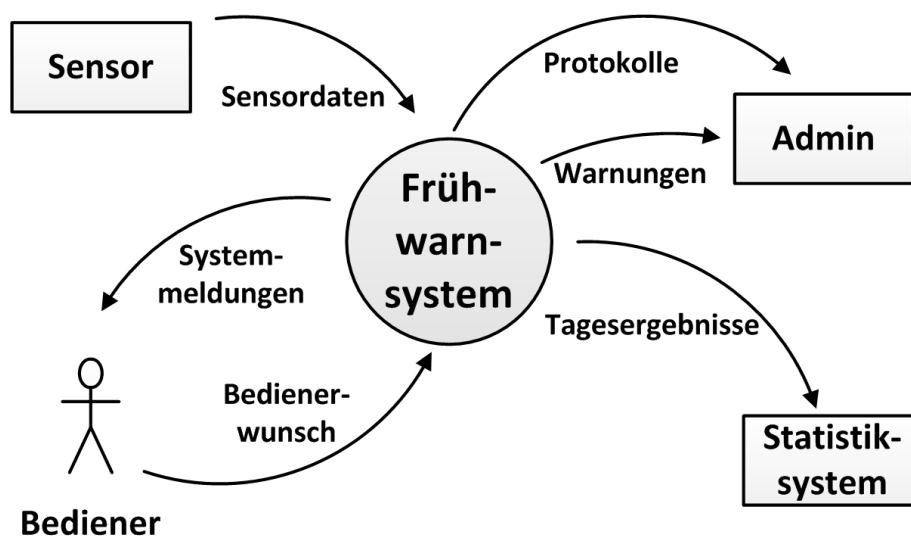 Sensor
Sensordaten
Protokolle
Admin
Warnungen
Früh-
warn-
system
System-
meldungen
Tagesergebnisse
Bediener-
wunsch
Bediener
Statistik-
system